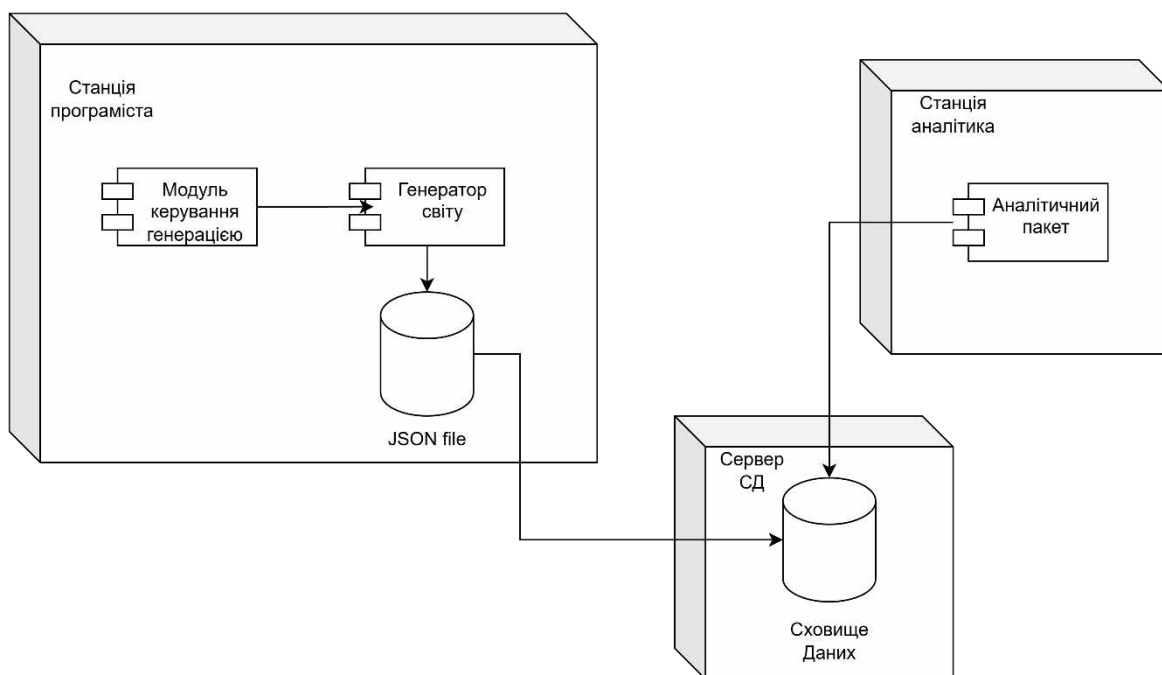 Станція
програміста
Модуль
керування
генерацією
Генератор
світу
JSON file
Станція
аналітика
Аналітичний
пакет
Сервер
СД
Сховище
Даних